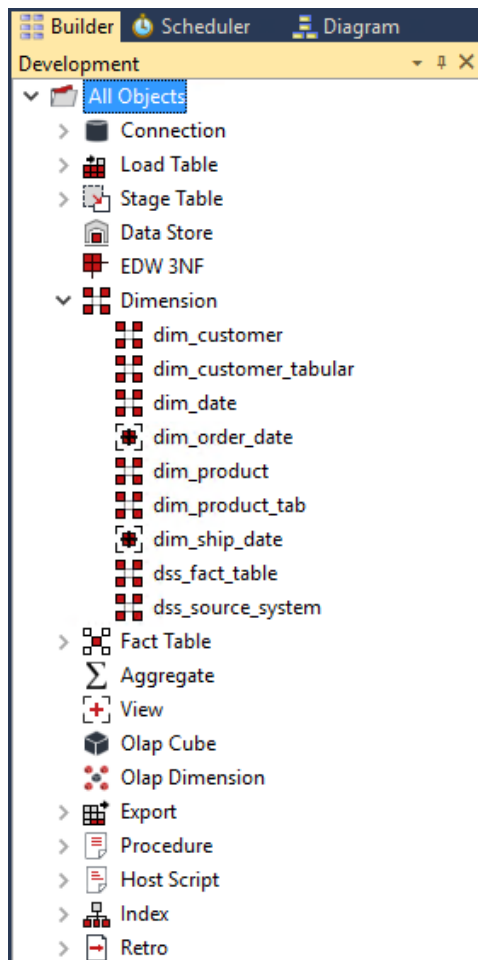 Builder Scheduler Diagram
Development
All Objects
Connection
Load Table
Stage Table
Data Store
EDW 3NF
Dimension
dim_customer
dim_customer_tabular
dim_date
dim_order_date
dim_product
dim_product_tab
dim_ship_date
dss_fact_table
dss_source_system
Fact Table
Aggregate
View
Olap Cube
Olap Dimension
Export
Procedure
Host Script
Index
Retro